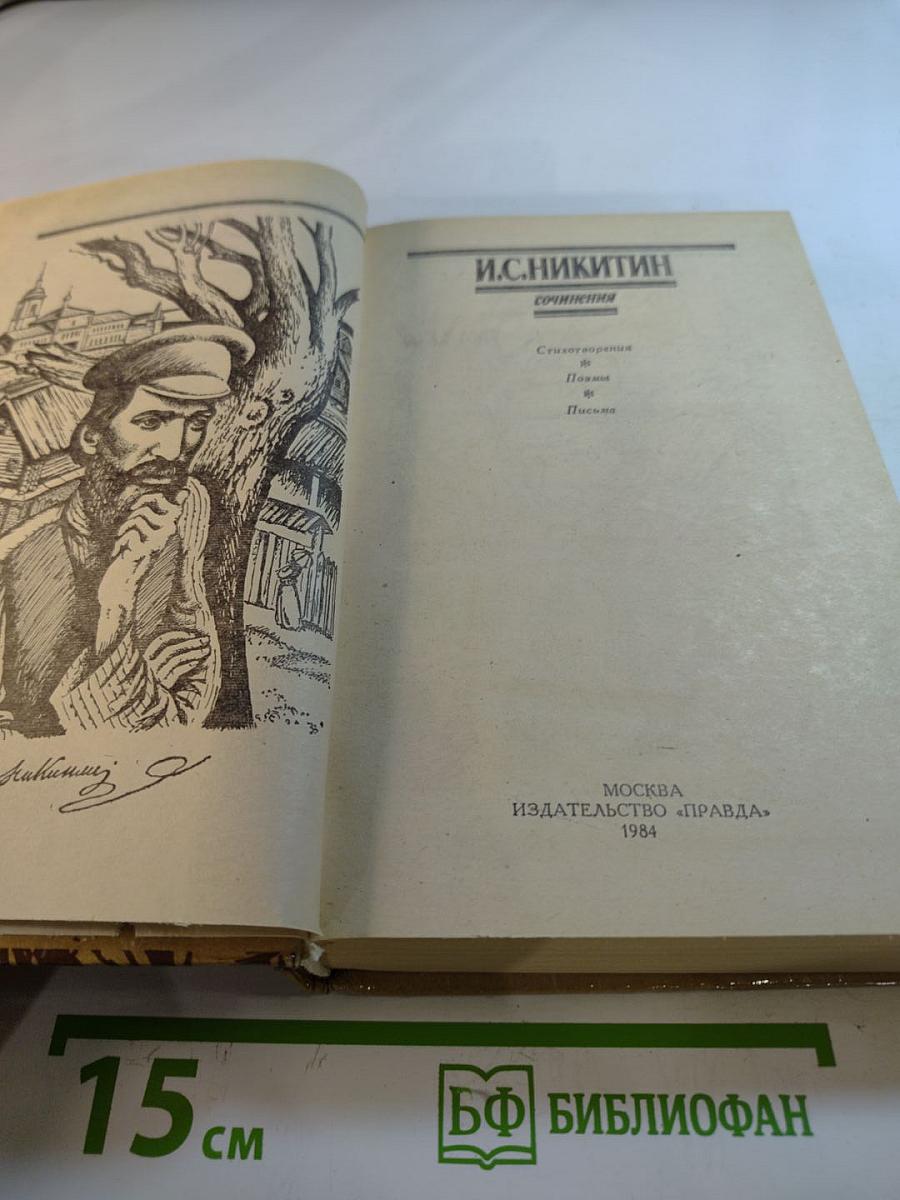 И.С.НИКИТИН
сочинения
Стихотворения
*
Поэмы
*
Письма
МОСКВА
ИЗДАТЕЛЬСТВО «ПРАВДА»
1984
15 см
БФ БИБЛИОФАН